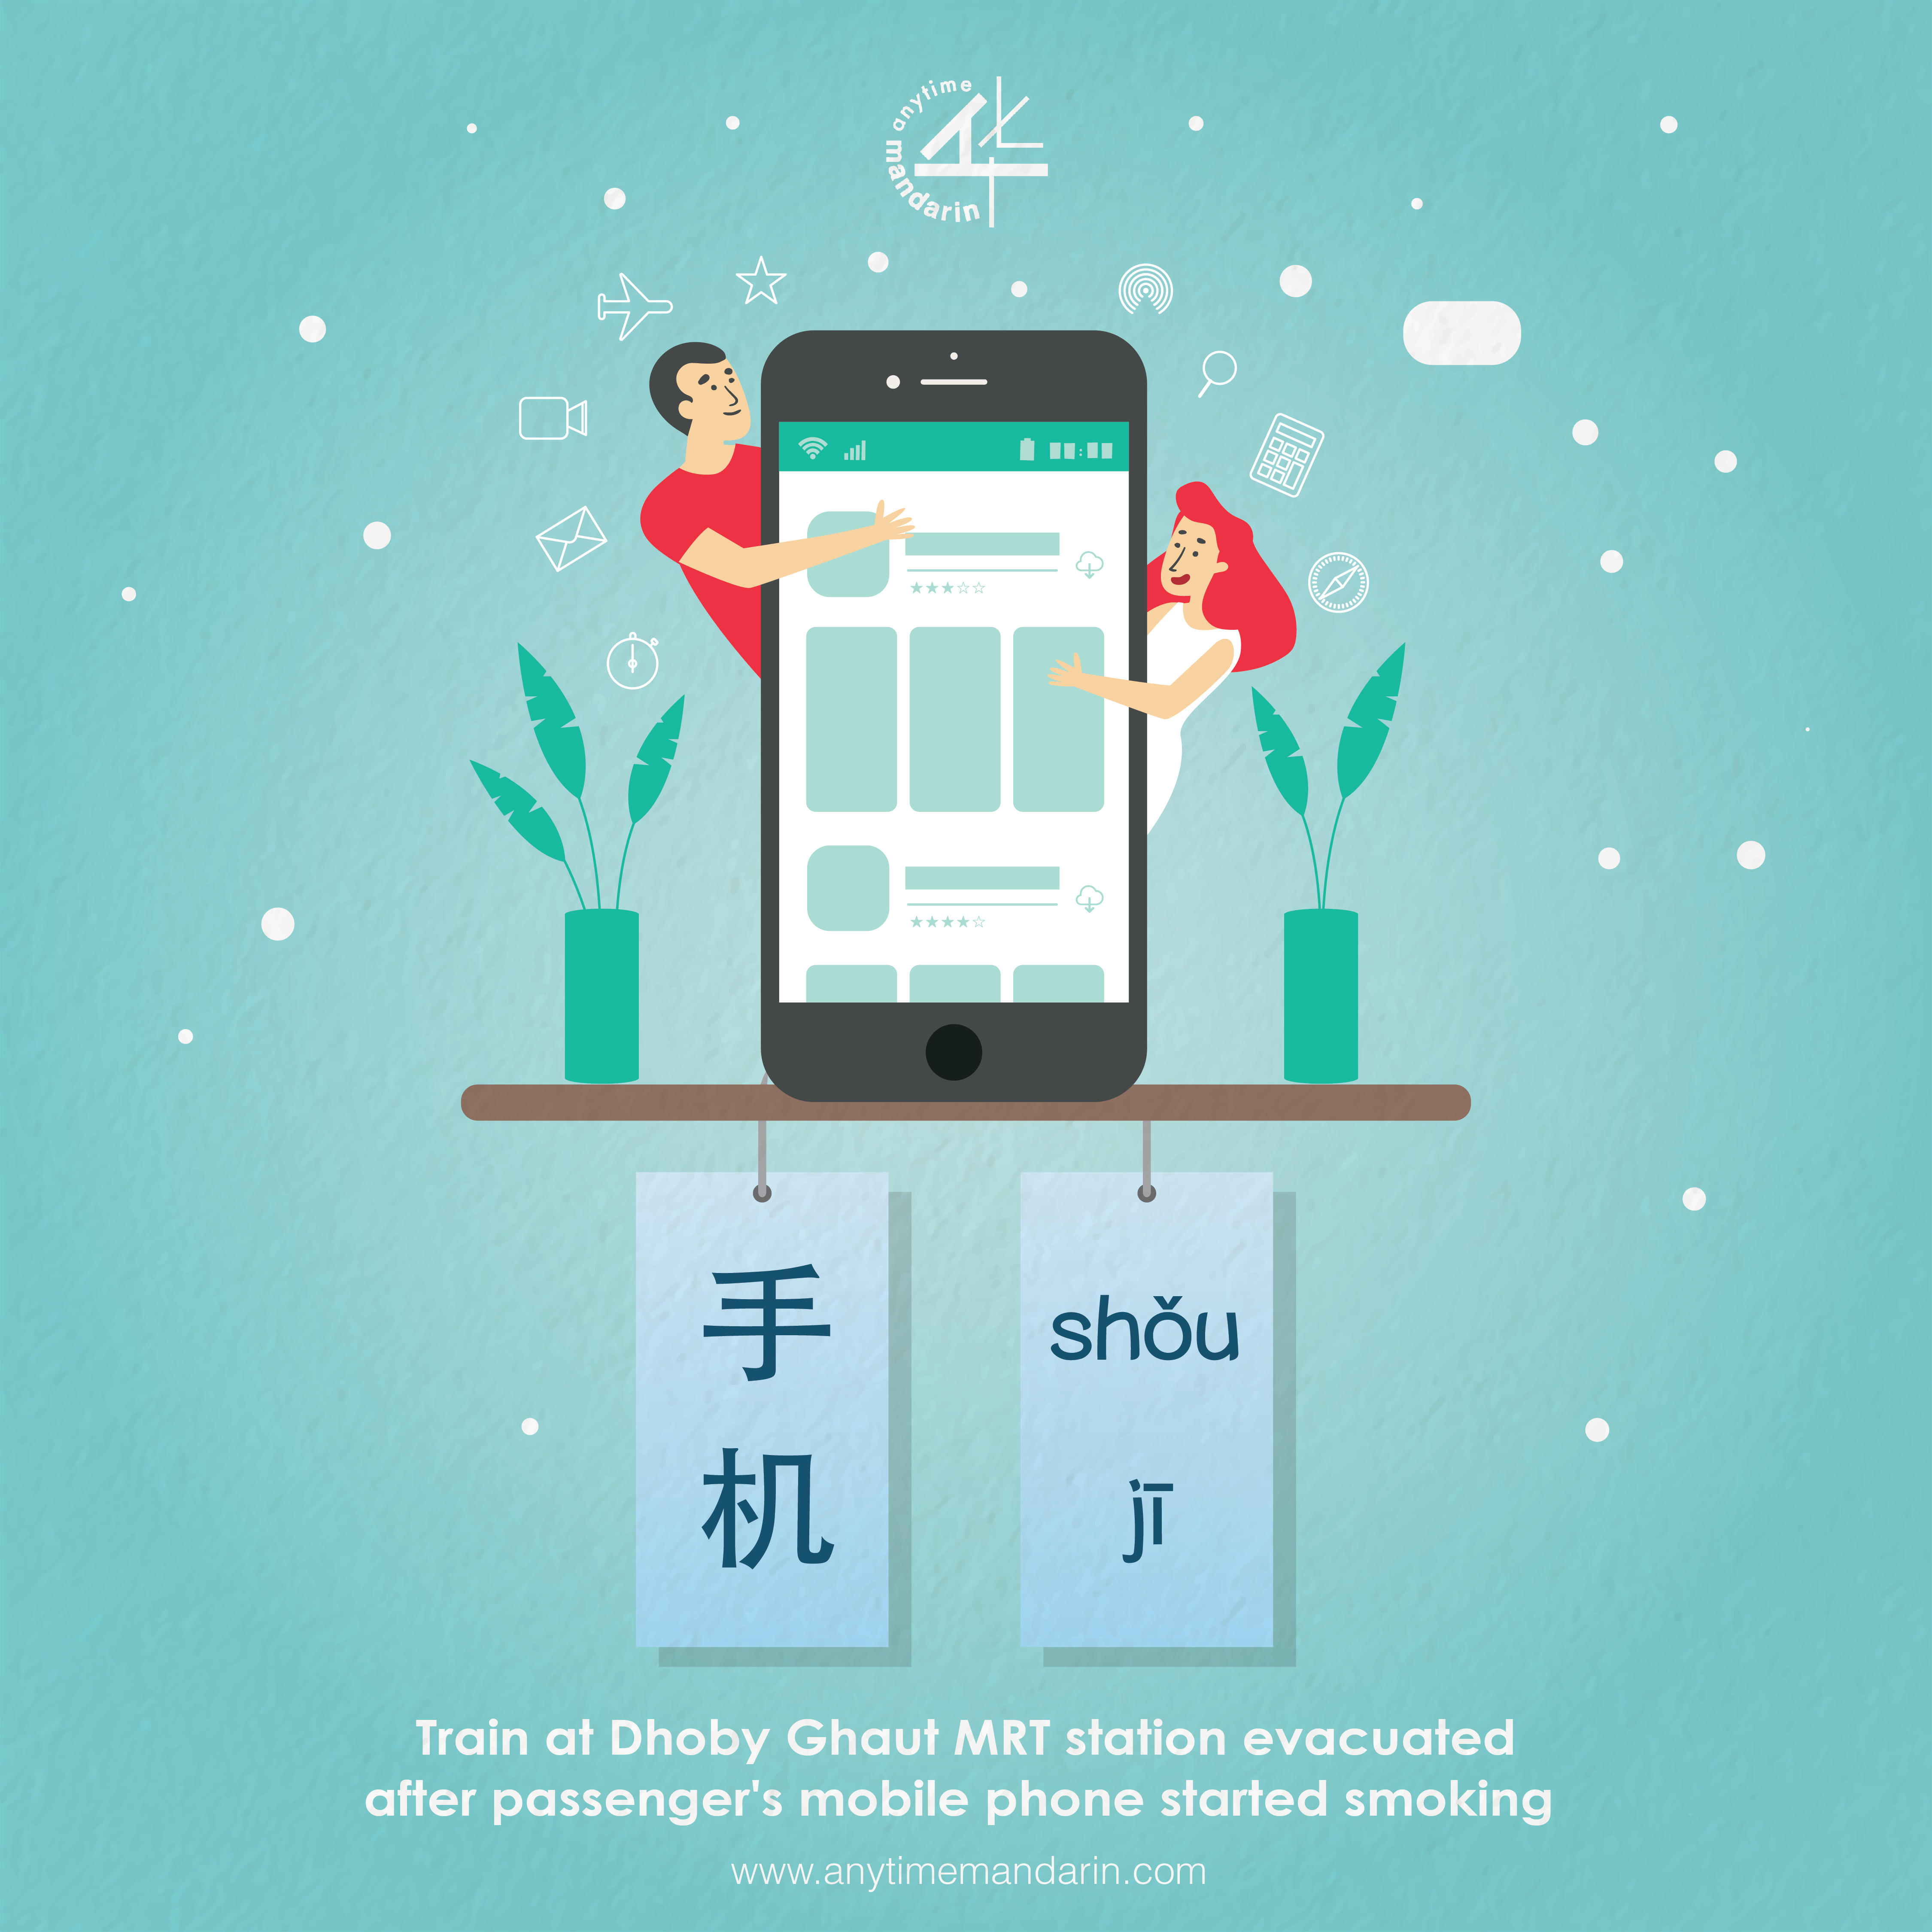 anytime
mandarin
手
机
shǒu
jī
Train at Dhoby Ghaut MRT station evacuated
after passenger's mobile phone started smoking
www.anytimemandarin.com